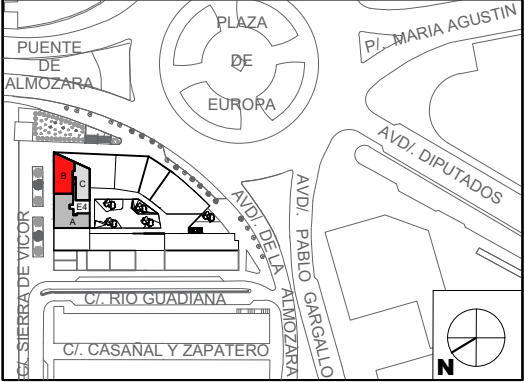 PLAZA
DE
EUROPA
P/. MARIA AGUSTIN
PUENTE
DE
ALMOZARA
AVD/. DIPUTADOS
B
C
E4
A
AVD/. DE LA
ALMOZARA
AVD/. PABLO GARGALLO
C/ SIERRA DE VICOR
C/. RIO GUADIANA
C/. CASAÑAL Y ZAPATERO
N